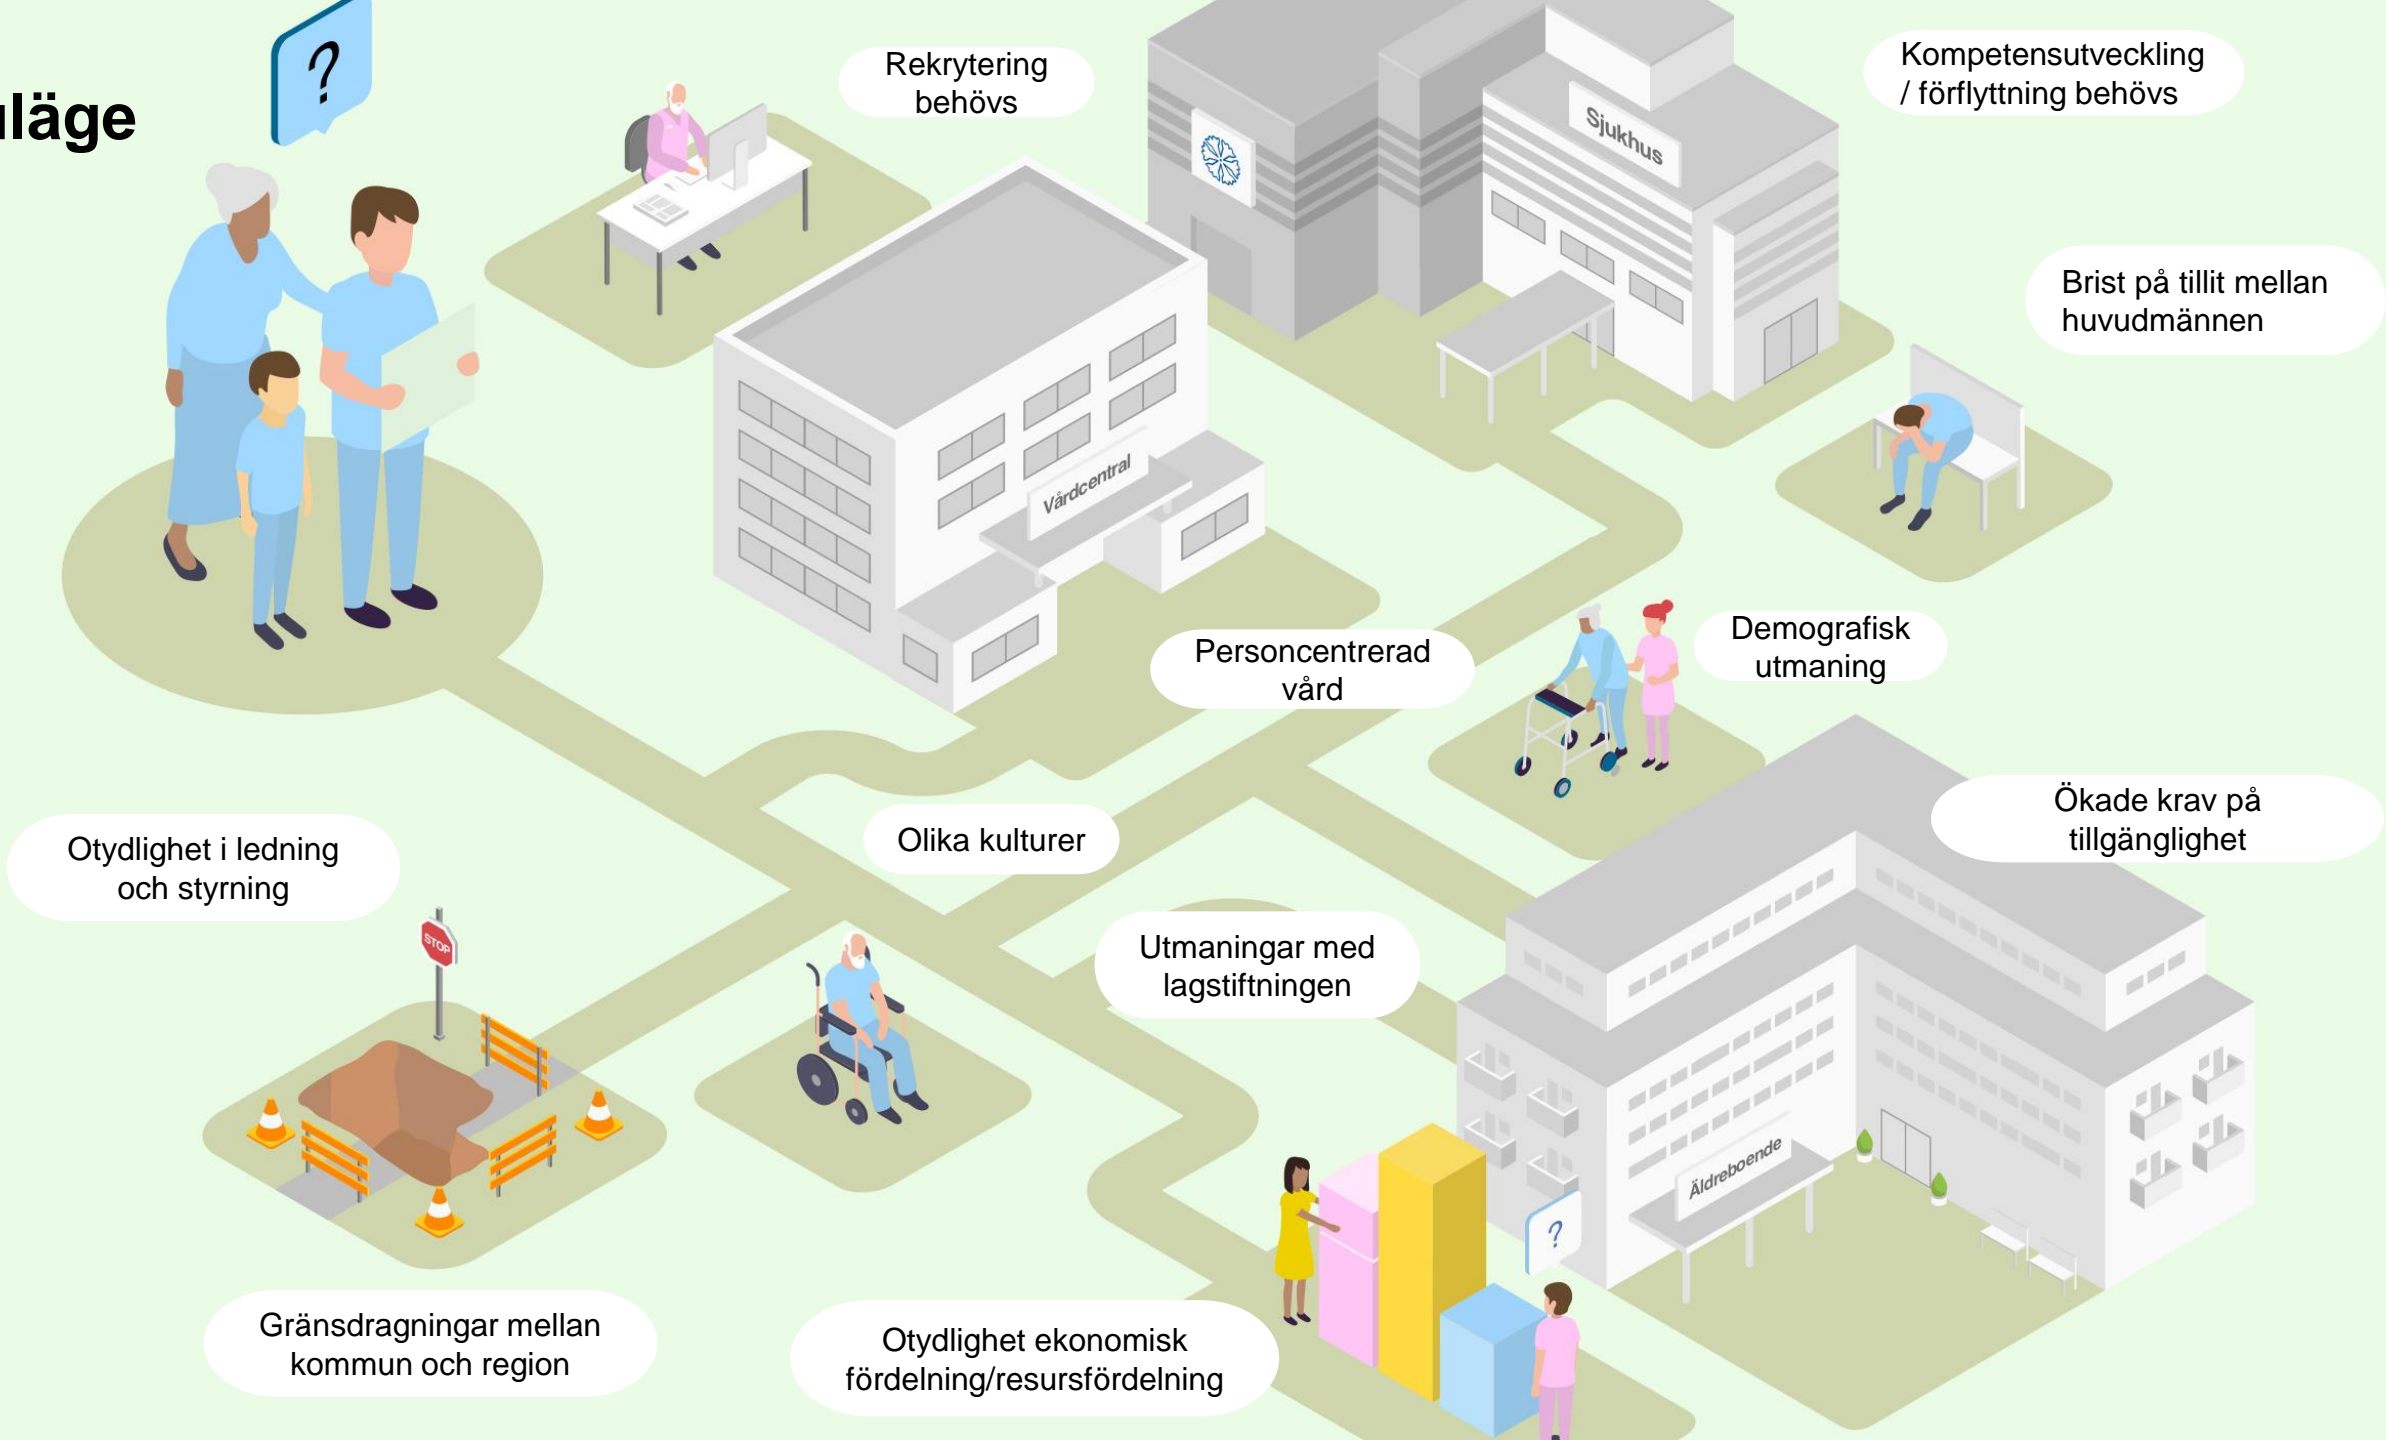 uläge
?
Rekrytering
behövs
Kompetensutveckling
/ förflyttning behövs
Sjukhus
Brist på tillit mellan
huvudmännen
Vårdcentral
Personcentrerad
vård
Demografisk
utmaning
Ökade krav på
tillgänglighet
Olika kulturer
Otydlighet i ledning
och styrning
STOP
Utmaningar med
lagstiftningen
Äldreboende
?
Gränsdragningar mellan
kommun och region
Otydlighet ekonomisk
fördelning/resursfördelning